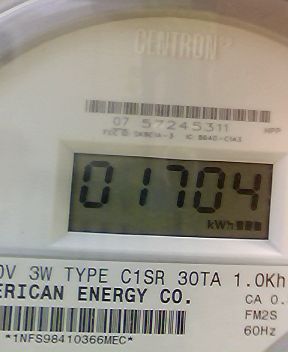 CENTRON
07 57245311 MPP
01704
kWh
0V 3W TYPE C1SR 30TA 1.0Kh
ERICAN ENERGY CO.
CA 0.
FM2S
60Hz
*1NFS98410366MEC*